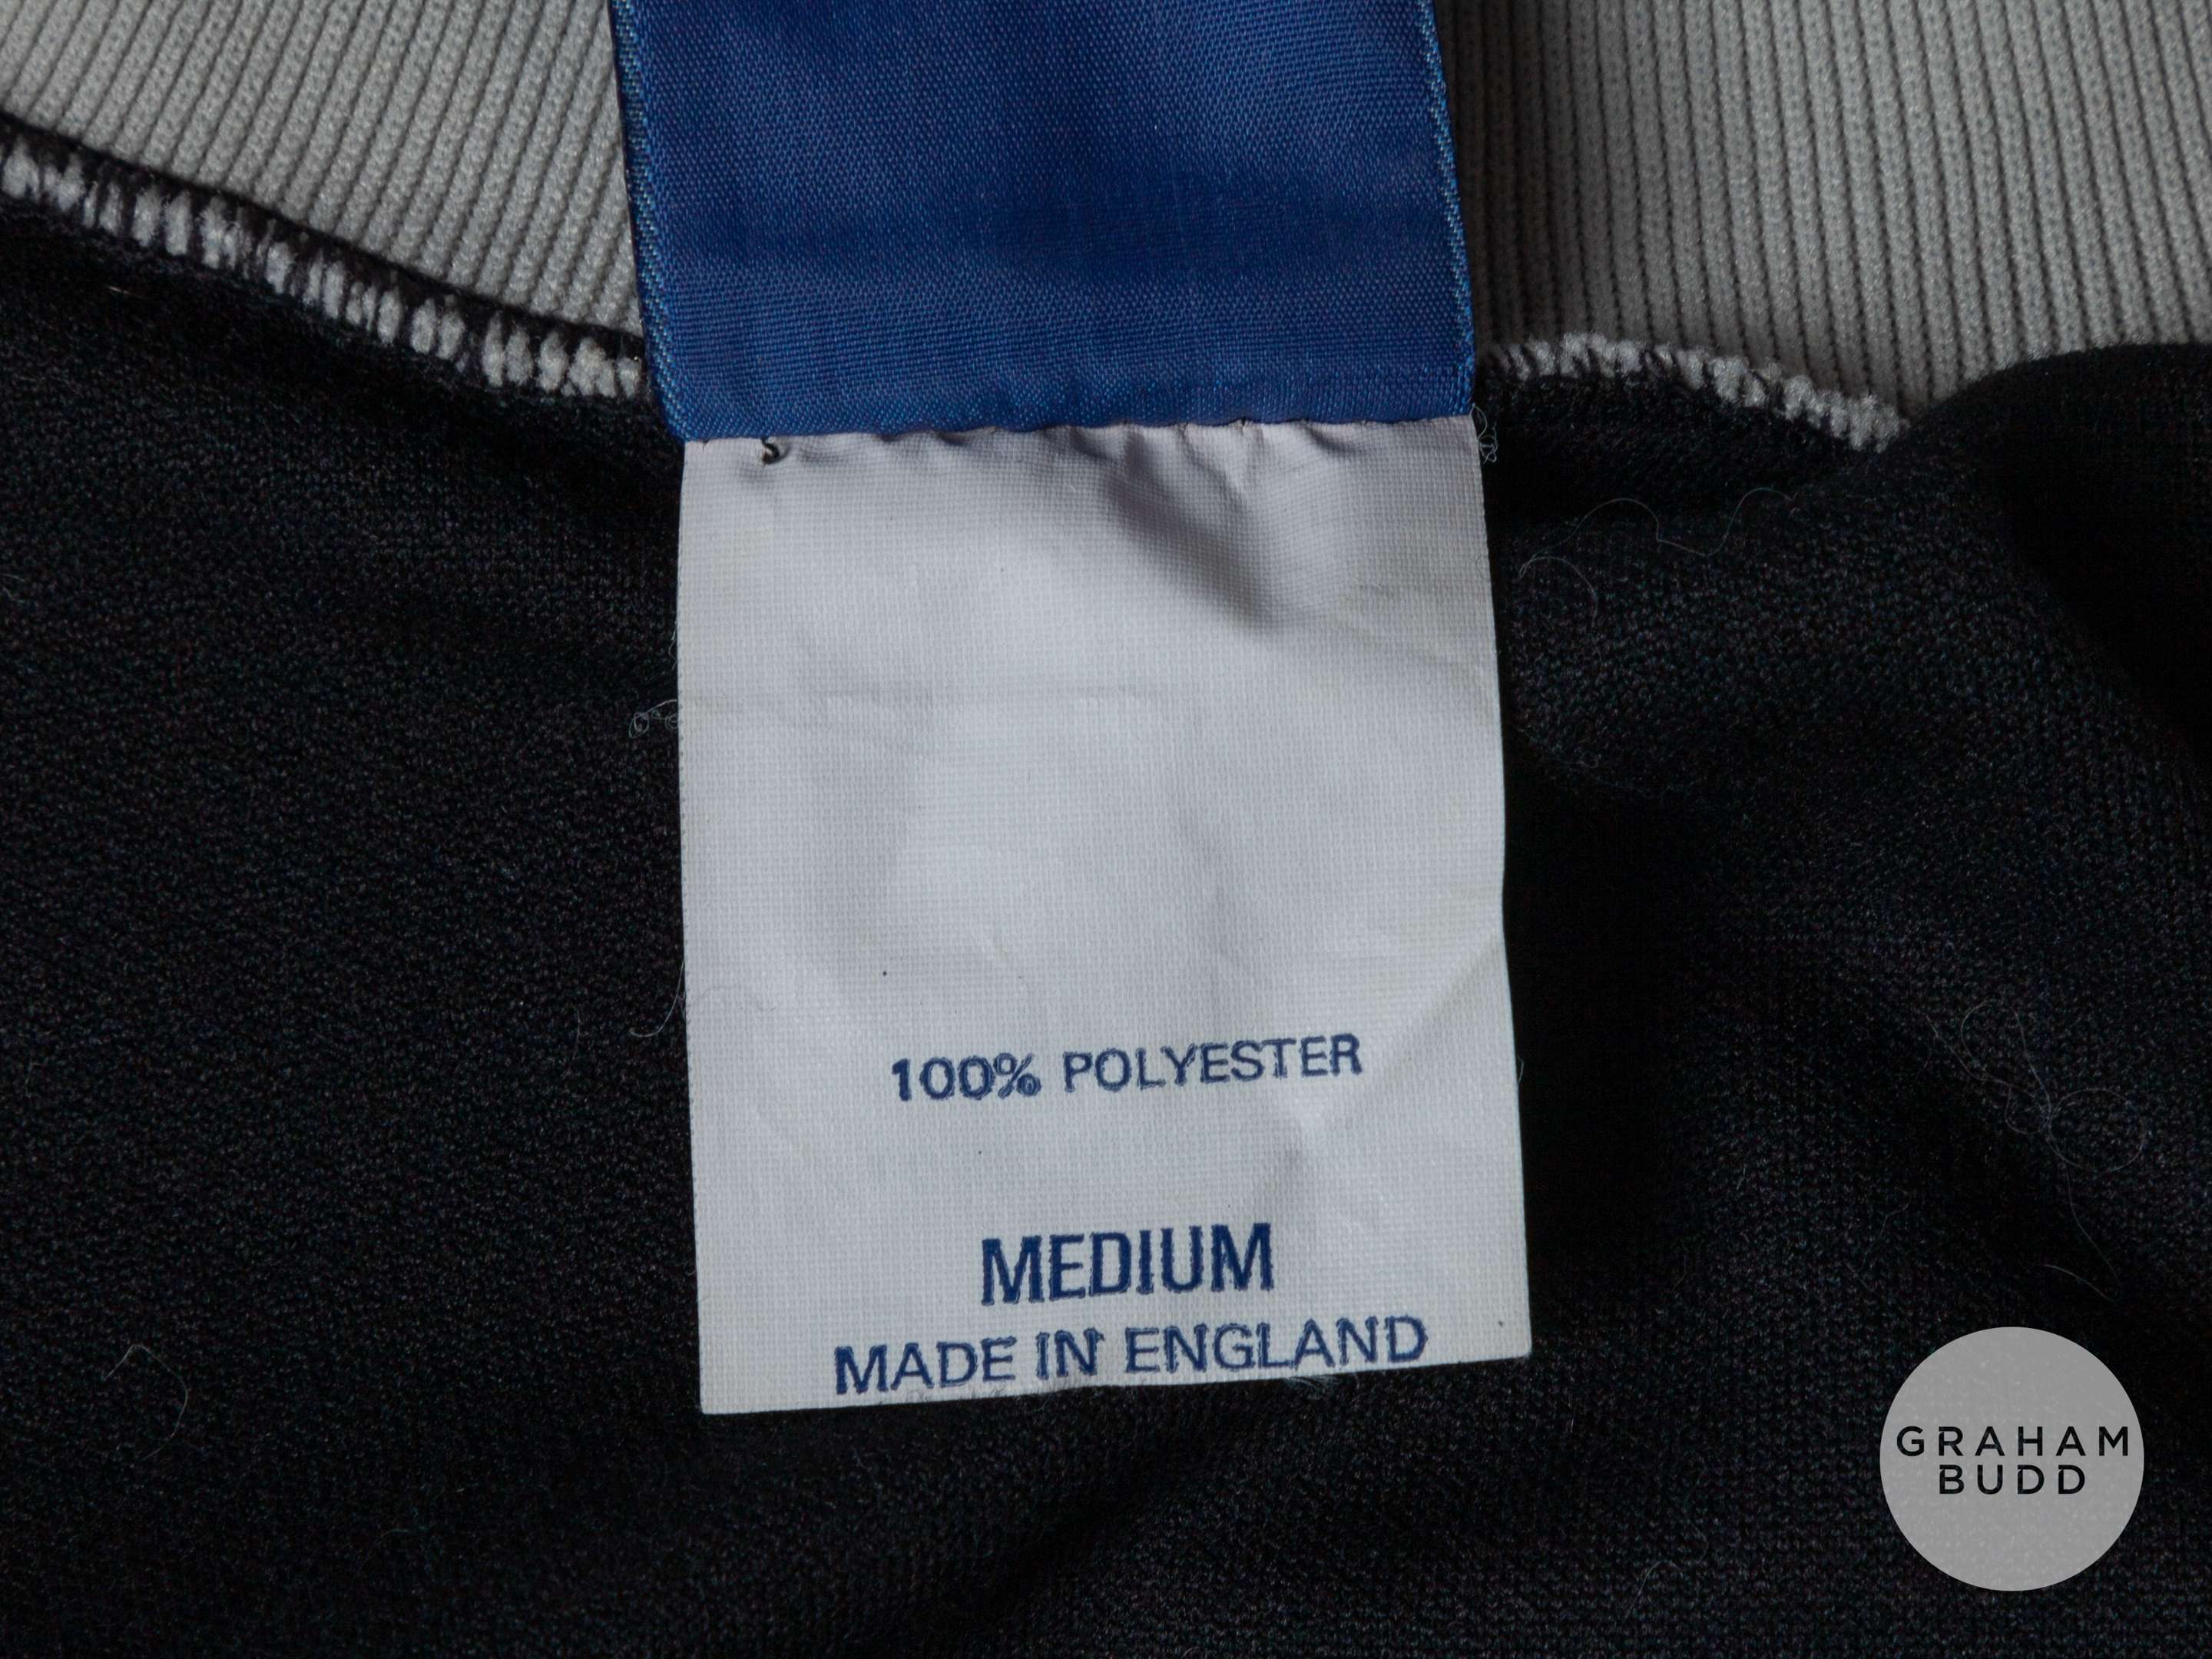 100% POLYESTER
MEDIUM
MADE IN ENGLAND
GRAHAM
BUDD